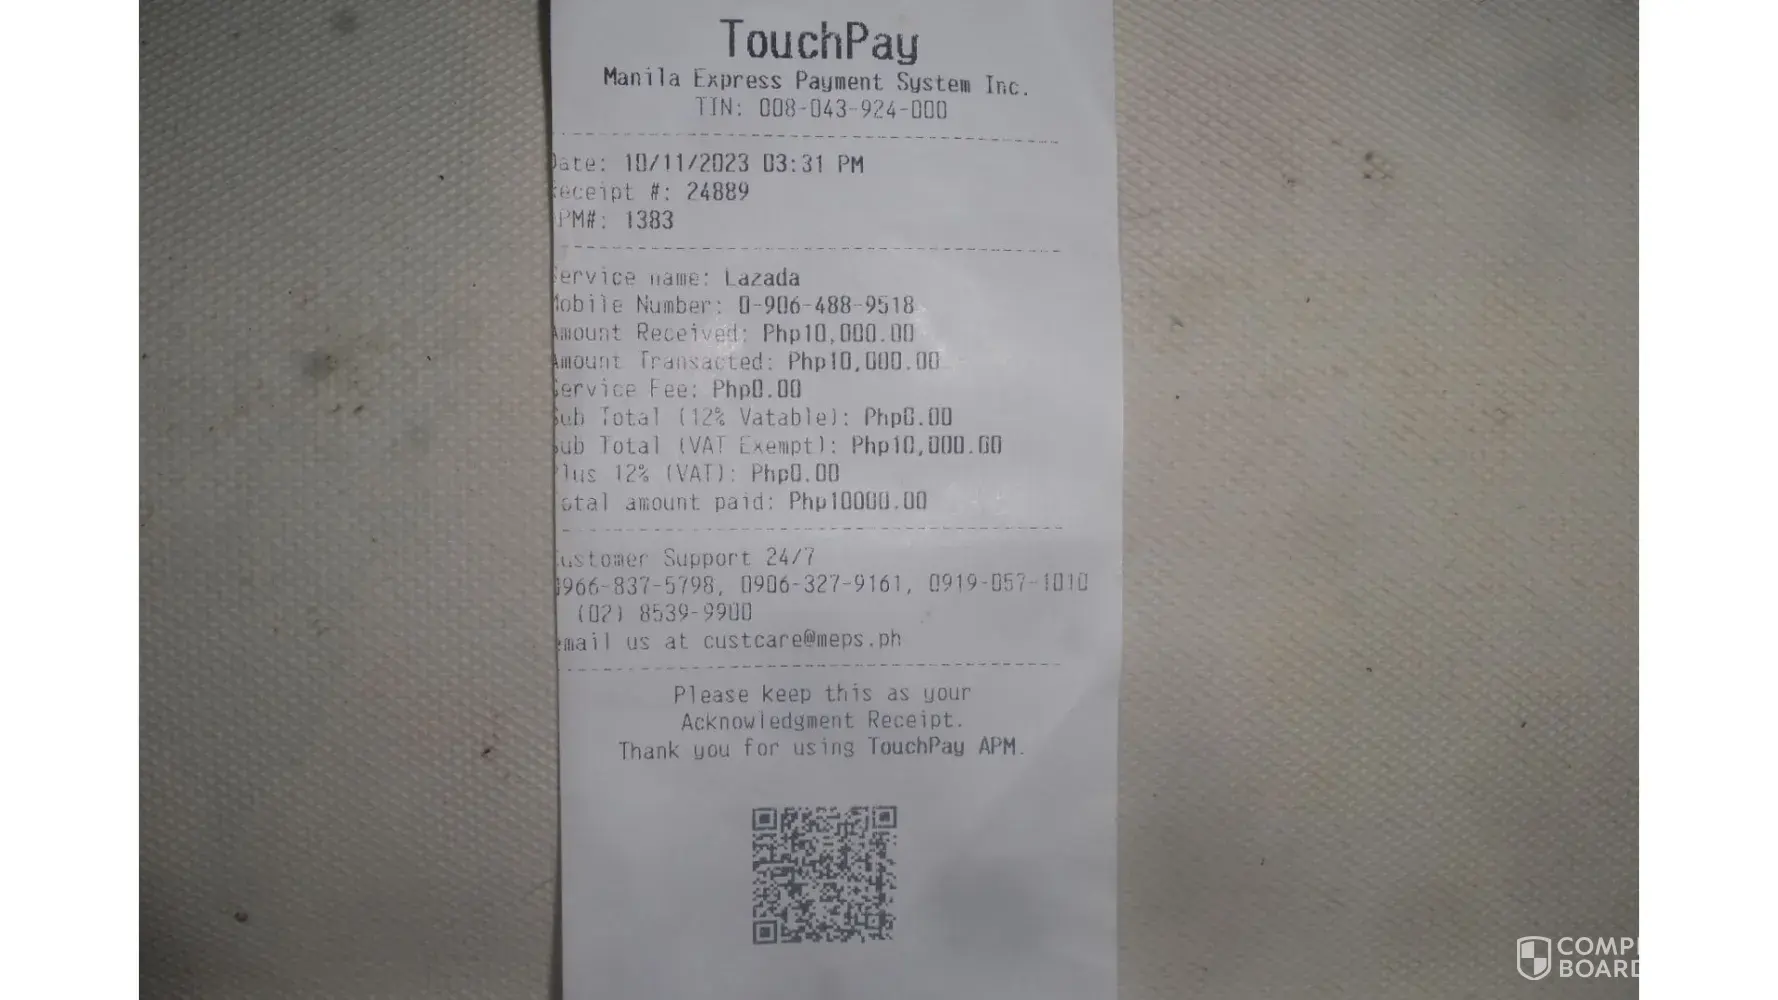 TouchPay
Manila Express Payment System Inc.
TIN: 008-043-924-000
Date: 10/11/2023 03:31 PM
Receipt #: 24889
PM#: 1383
Service name: Lazada
Mobile Number: 0-906-488-9518
Amount Received: Php10,000.00
Amount Transacted: Php10,000.00
Service Fee: Php0.00
Sub Total (12% Vatable): Php0.00
Sub Total (VAT Exempt): Php10,000.00
Plus 12% (VAT): Php0.00
otal amount paid: Php10000.00
Customer Support 24/7
0966-837-5798, 0906-327-9161, 0919-057-1010
(02) 8539-9900
email us at custcare@meps.ph
Please keep this as your
Acknowledgment Receipt.
Thank you for using TouchPay APM.
COMPL
BOARD